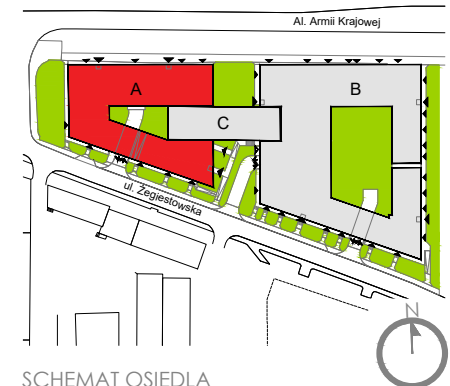 Al. Armii Krajowej
A
B
C
ul. Żegiestowska
N
SCHEMAT OSIEDLA